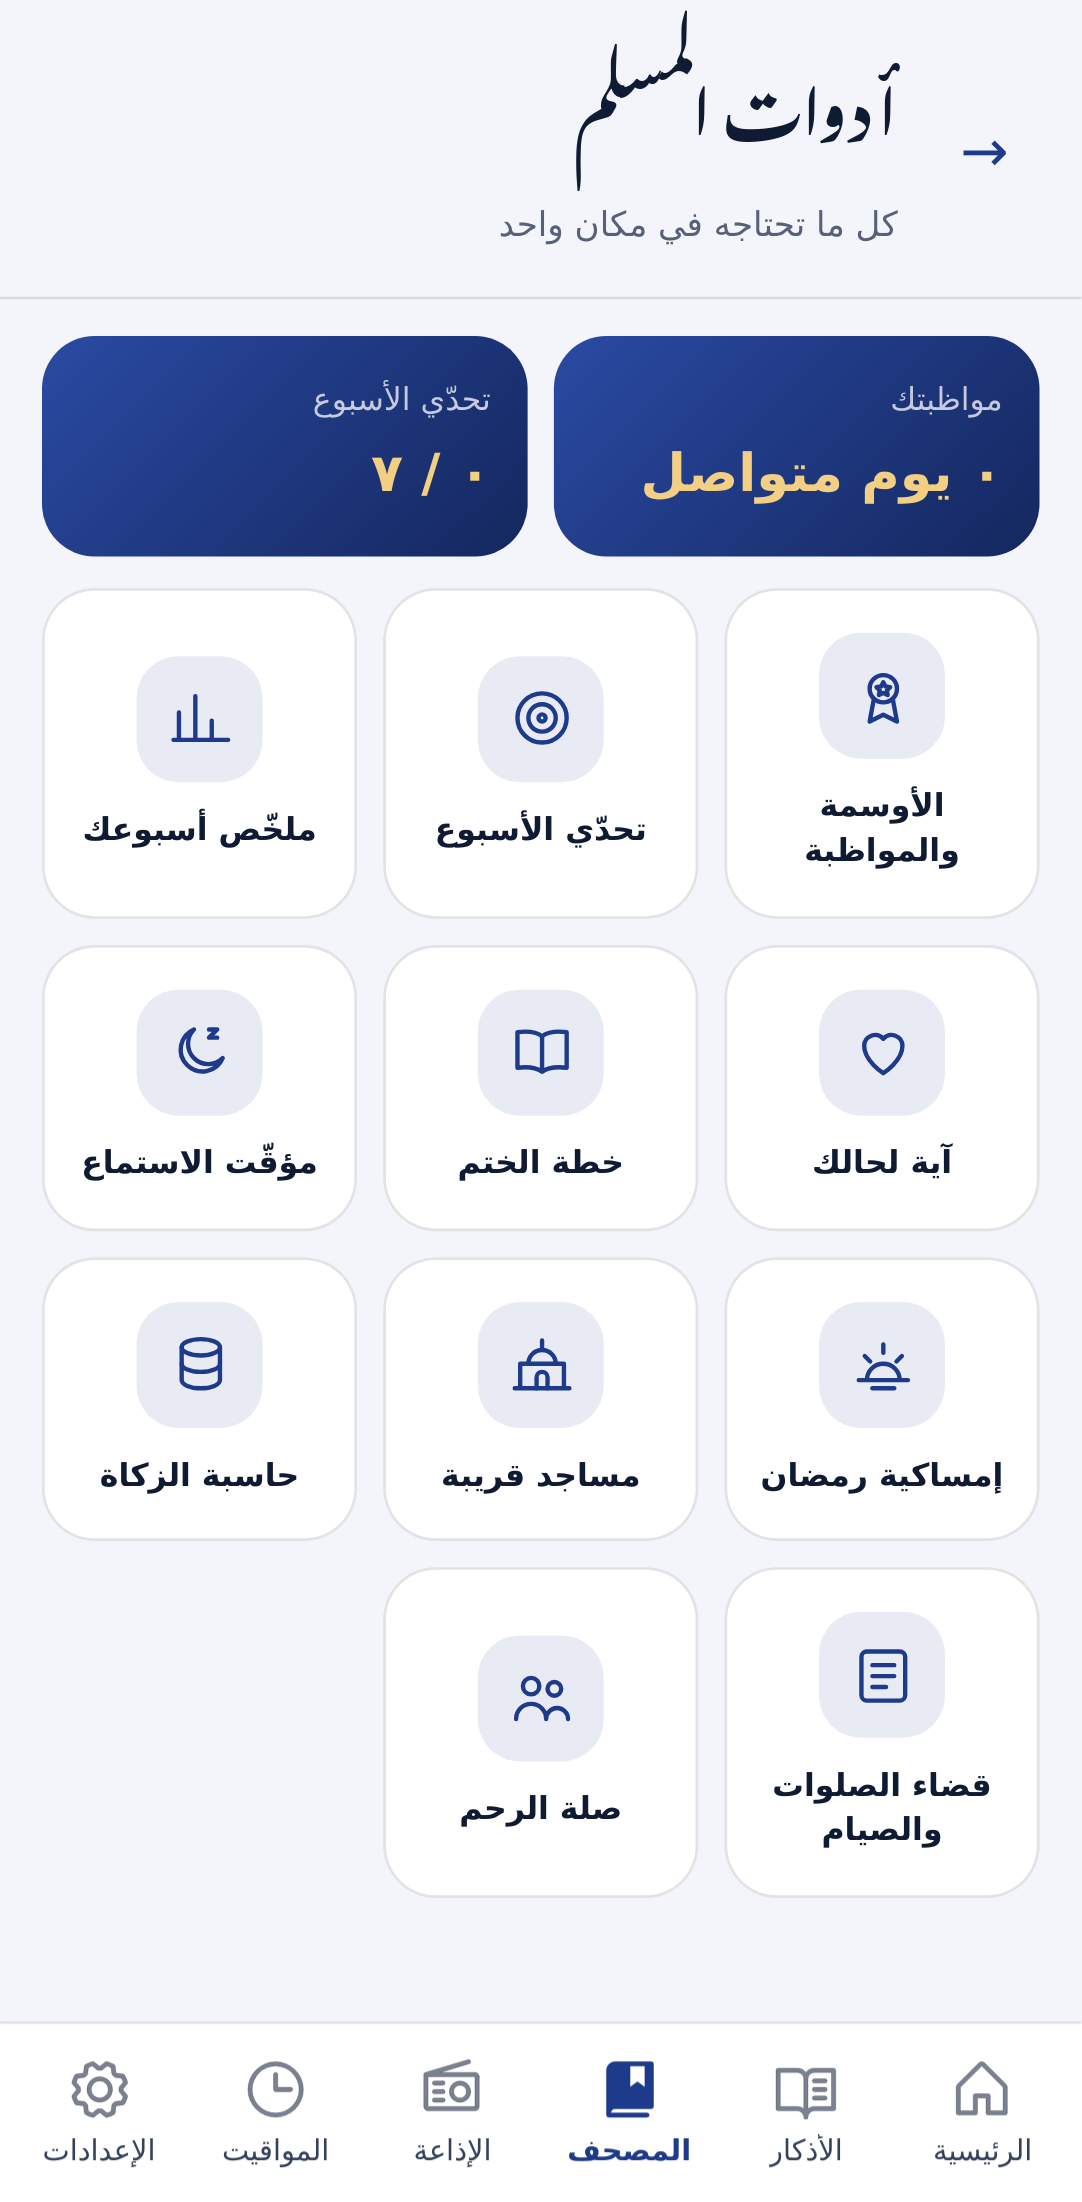 أدوات المسلم
كل ما تحتاجه في مكان واحد
مواظبتك
٠ يوم متواصل
تحدّي الأسبوع
٠ / ٧
الأوسمة
والمواظبة
تحدّي الأسبوع
ملخّص أسبوعك
آية لحالك
خطة الختم
مؤقّت الاستماع
إمساكية رمضان
مساجد قريبة
حاسبة الزكاة
قضاء الصلوات
والصيام
صلة الرحم
الرئيسية
الأذكار
المصحف
الإذاعة
المواقيت
الإعدادات